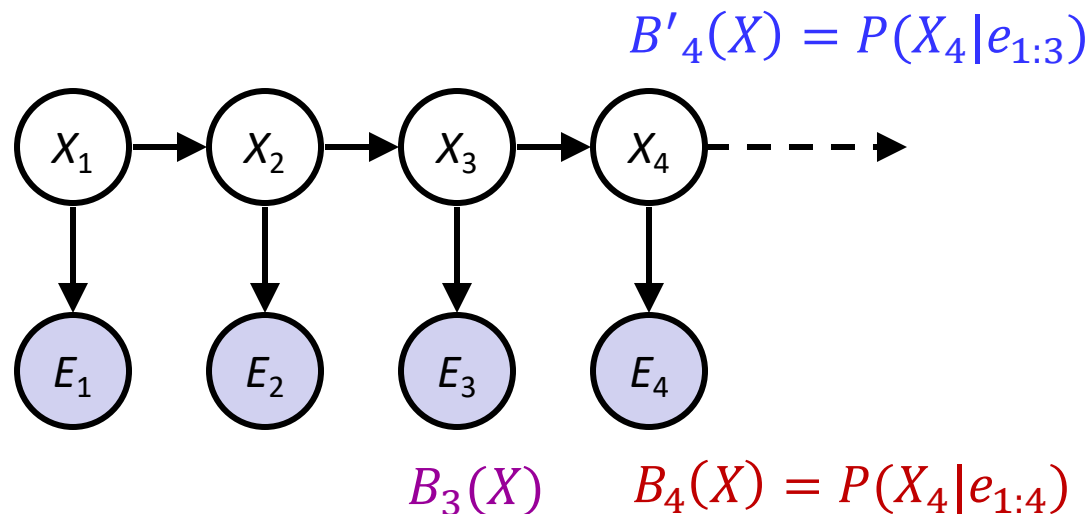 B′₄(X) = P(X₄|e₁:₃)
X₁ X₂ X₃ X₄
E₁ E₂ E₃ E₄
B₃(X) B₄(X) = P(X₄|e₁:₄)